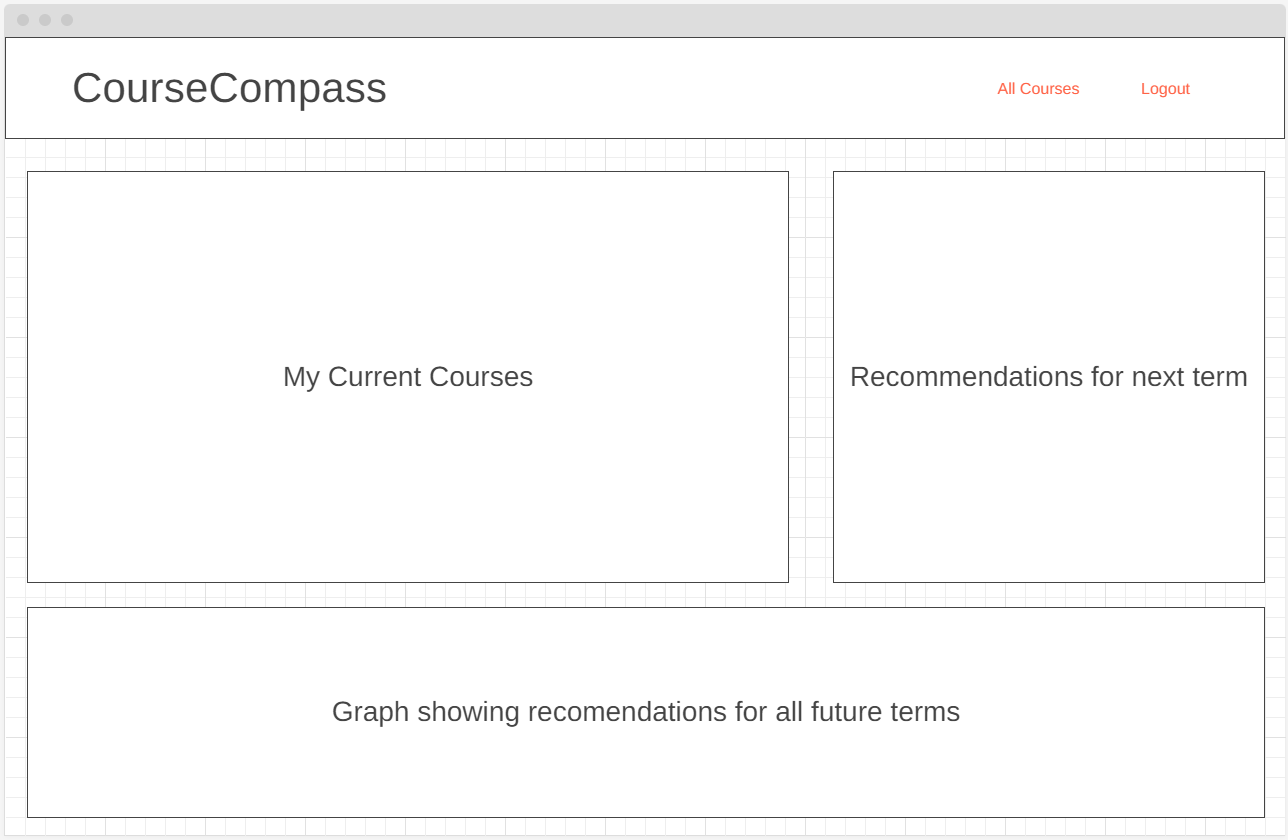 CourseCompass
All Courses
Logout
My Current Courses
Recommendations for next term
Graph showing recomendations for all future terms